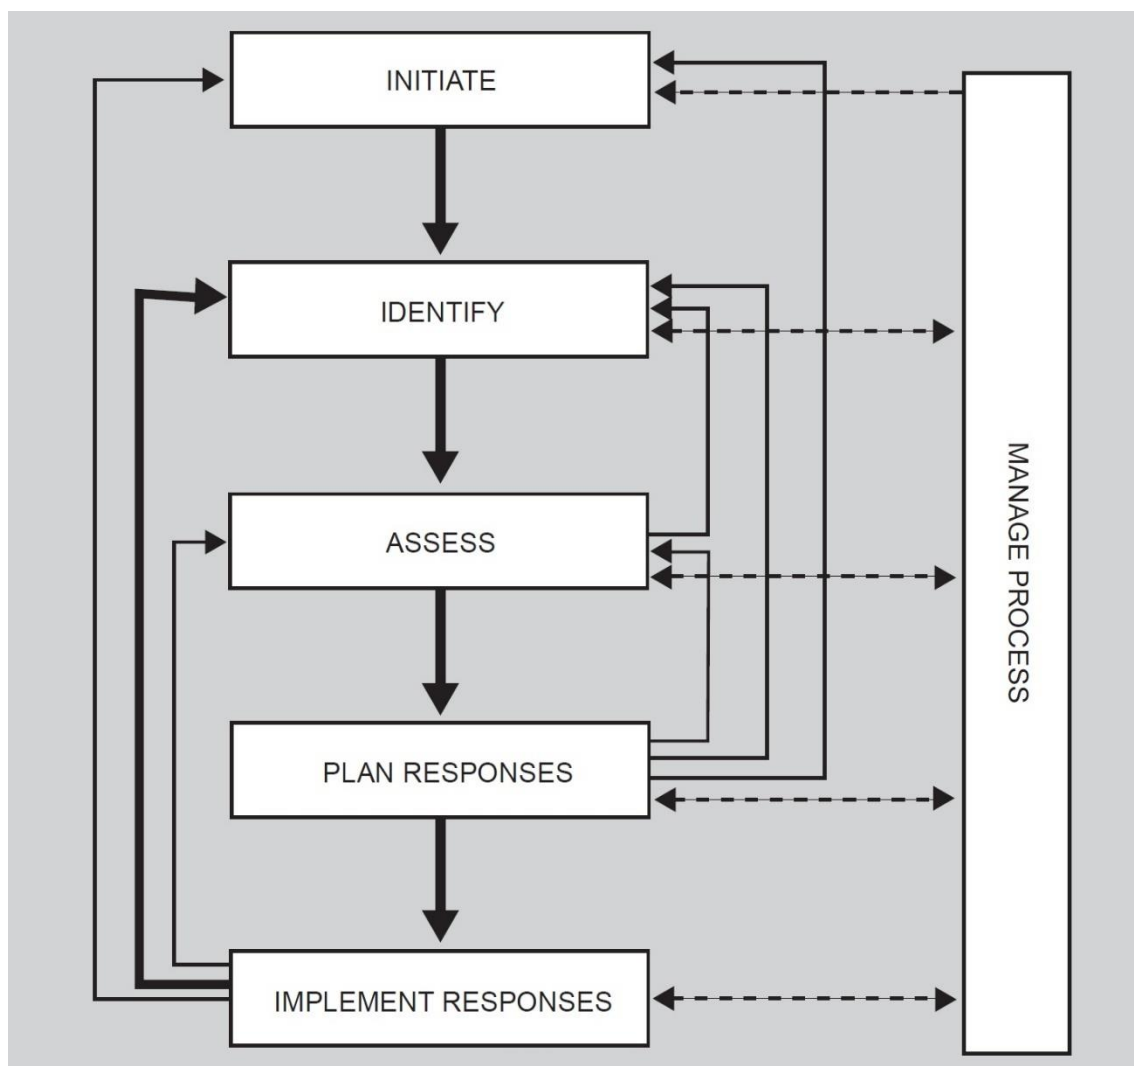 INITIATE
IDENTIFY
ASSESS
PLAN RESPONSES
IMPLEMENT RESPONSES
MANAGE PROCESS